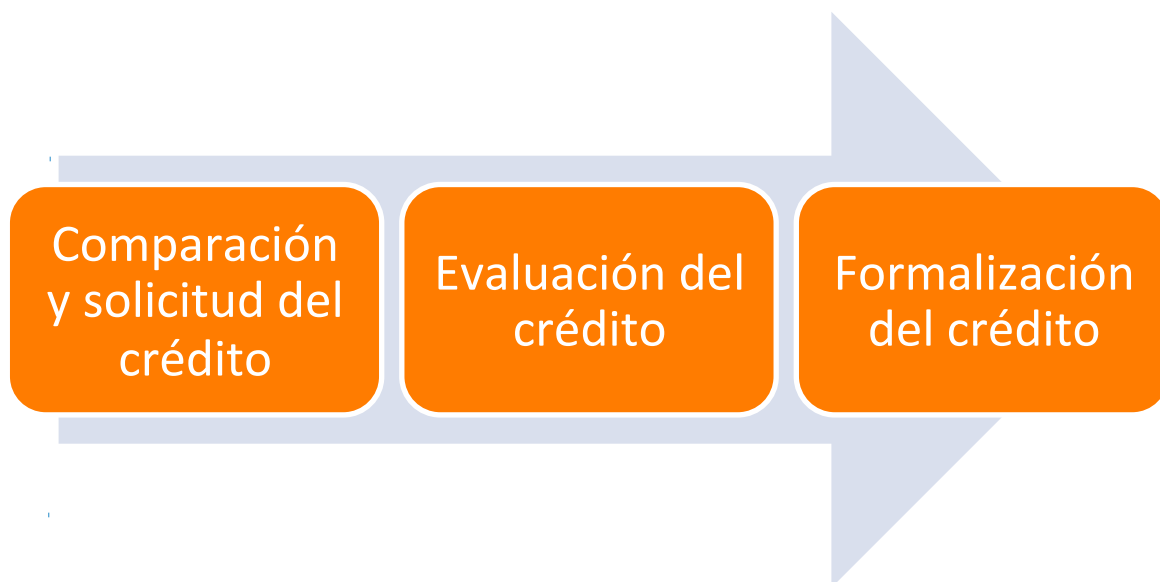 Comparación
y solicitud del
crédito
Evaluación del
crédito
Formalización
del crédito